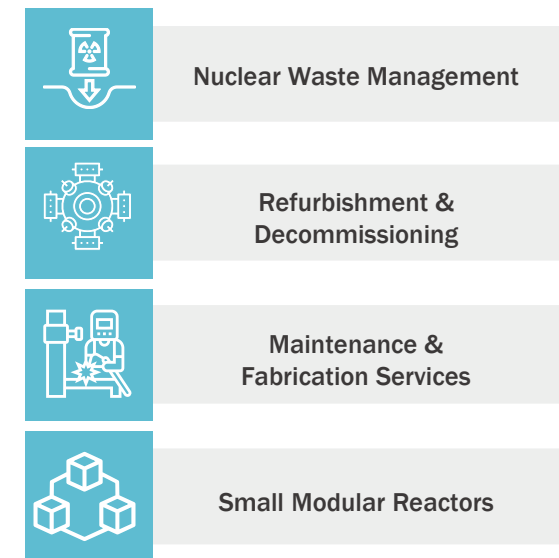 Nuclear Waste Management
Refurbishment &
Decommissioning
Maintenance &
Fabrication Services
Small Modular Reactors